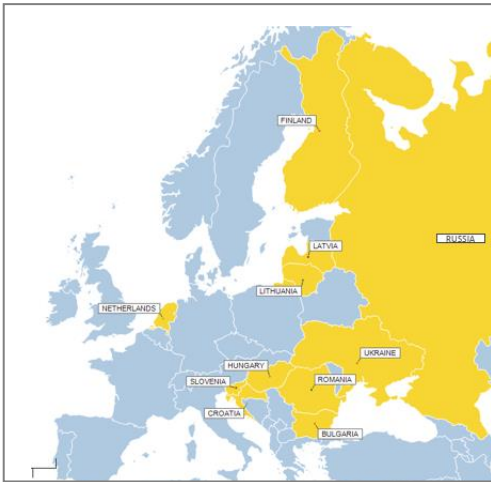 FINLAND
RUSSIA
LATVIA
LITHUANIA
NETHERLANDS
UKRAINE
HUNGARY
ROMANIA
SLOVENIA
CROATIA
BULGARIA